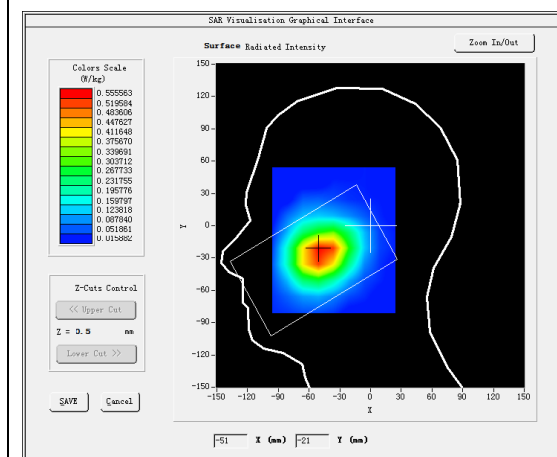 SAR Visualisation Graphical Interface
Surface Radiated Intensity
Zoom In/Out
Colors Scale
(W/kg)
0.555563
0.519584
0.483606
0.447627
0.411648
0.375670
0.339691
0.303712
0.267733
0.231755
0.195776
0.159797
0.123818
0.087840
0.051861
0.015882
Z-Cuts Control
<< Upper Cut
Z = 0.5 mm
Lower Cut >>
SAVE Cancel
150
120
90
60
30
0
-30
-60
-90
-120
-150
Y
-150 -120 -90 -60 -30 0 30 60 90 120 150
X
-51 X (mm) -21 Y (mm)